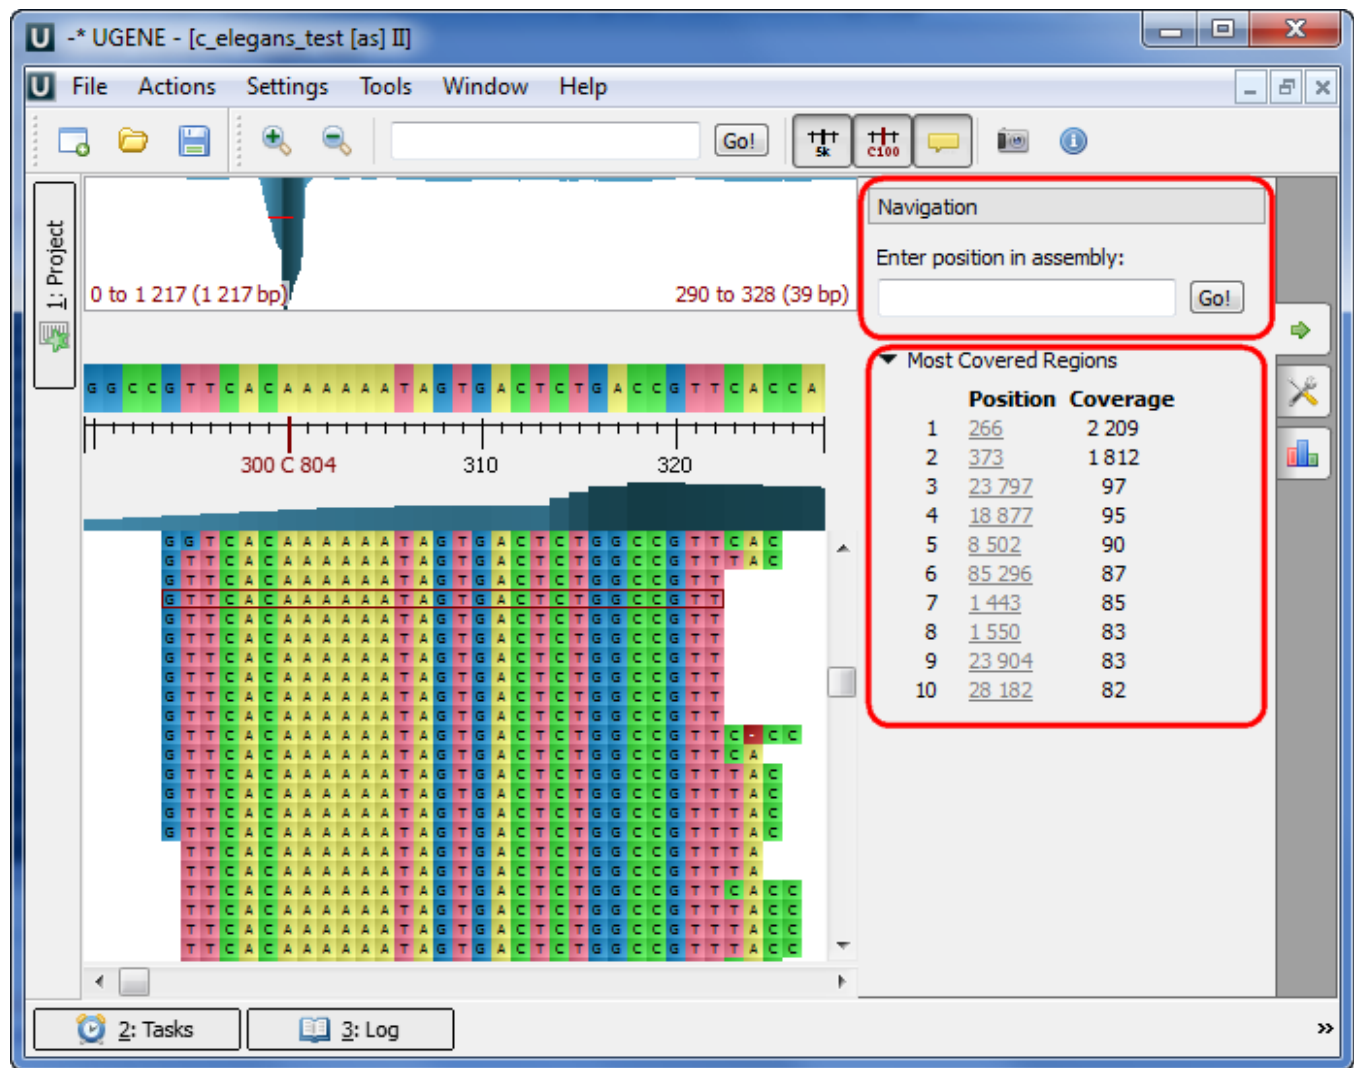 -* UGENE - [c_elegans_test [as] II]
File Actions Settings Tools Window Help
Go!
5k
C100
1: Project
0 to 1 217 (1 217 bp)
290 to 328 (39 bp)
G G C C G T T C A C A A A A A A T A G T G A C T C T G A C C G T T C A C C A
300 C 804 310 320
G G T C A C A A A A A A T A G T G A C T C T G G C C G T T C A C
G T T C A C A A A A A A T A G T G A C T C T G G C C G T T T A C
G T T C A C A A A A A A T A G T G A C T C T G G C C G T T
G T T C A C A A A A A A T A G T G A C T C T G G C C G T T
G T T C A C A A A A A A T A G T G A C T C T G G C C G T T
G T T C A C A A A A A A T A G T G A C T C T G G C C G T T
G T T C A C A A A A A A T A G T G A C T C T G G C C G T T
G T T C A C A A A A A A T A G T G A C T C T G G C C G T T
G T T C A C A A A A A A T A G T G A C T C T G G C C G T T
G T T C A C A A A A A A T A G T G A C T C T G G C C G T T
G T T C A C A A A A A A T A G T G A C T C T G G C C G T T C - C C
G T T C A C A A A A A A T A G T G A C T C T G G C C G T T C A
G T T C A C A A A A A A T A G T G A C T C T G G C C G T T T A C
G T T C A C A A A A A A T A G T G A C T C T G G C C G T T T A C
G T T C A C A A A A A A T A G T G A C T C T G G C C G T T T A C
G T T C A C A A A A A A T A G T G A C T C T G G C C G T T T A C
T T C A C A A A A A A T A G T G A C T C T G G C C G T T T A
T T C A C A A A A A A T A G T G A C T C T G G C C G T T T A
T T C A C A A A A A A T A G T G A C T C T G G C C G T T C A C C
T T C A C A A A A A A T A G T G A C T C T G G C C G T T T A C C
T T C A C A A A A A A T A G T G A C T C T G G C C G T T T A C C
T T C A C A A A A A A T A G T G A C T C T G G C C G T T T A C C
Navigation
Enter position in assembly:
Go!
Most Covered Regions
Position Coverage
1 266 2 209
2 373 1 812
3 23 797 97
4 18 877 95
5 8 502 90
6 85 296 87
7 1 443 85
8 1 550 83
9 23 904 83
10 28 182 82
2: Tasks
3: Log